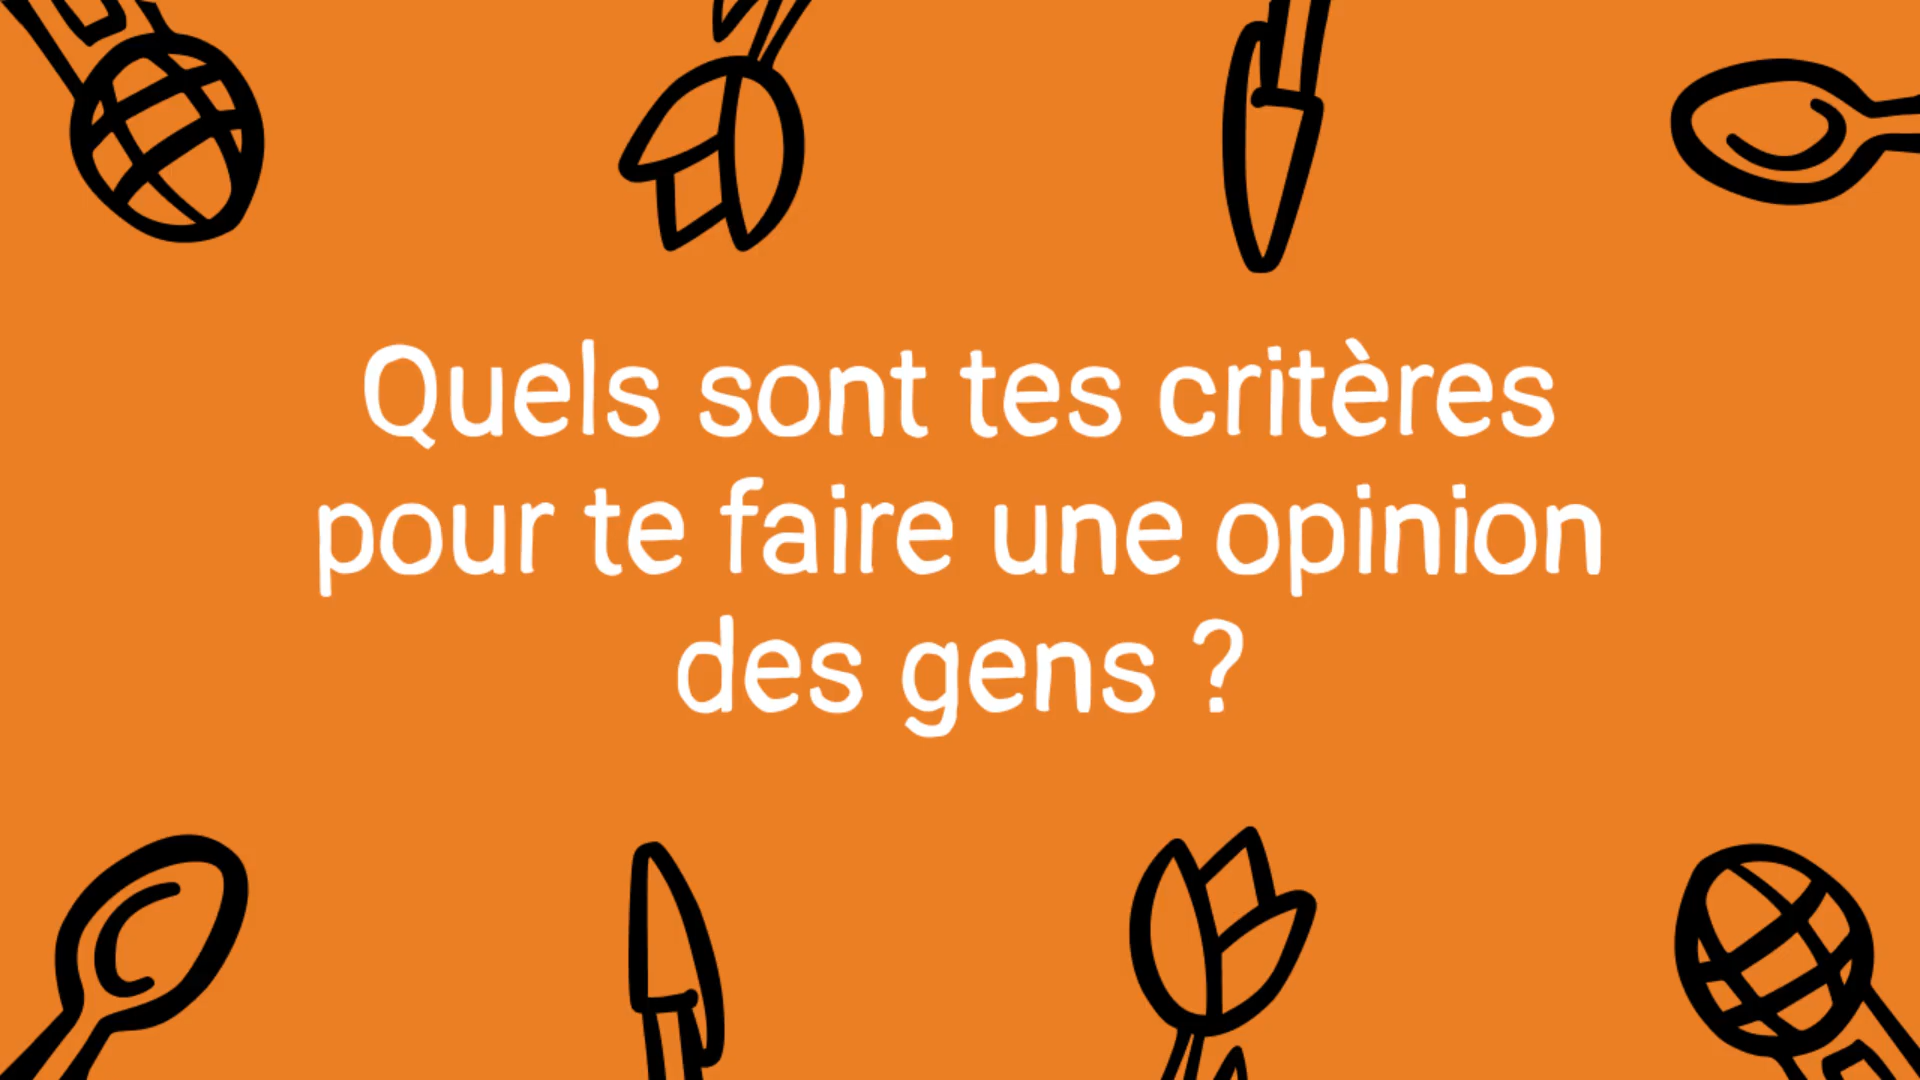 Quels sont tes critères
pour te faire une opinion
des gens ?